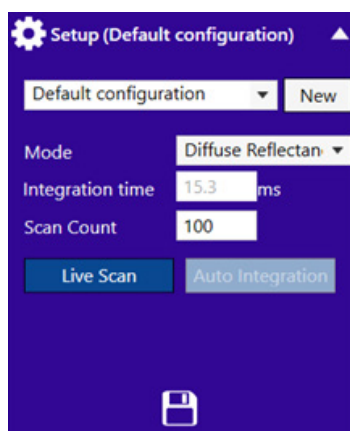 Setup (Default configuration)
Default configuration New
Mode Diffuse Reflectan
Integration time 15.3 ms
Scan Count 100
Live Scan Auto Integration